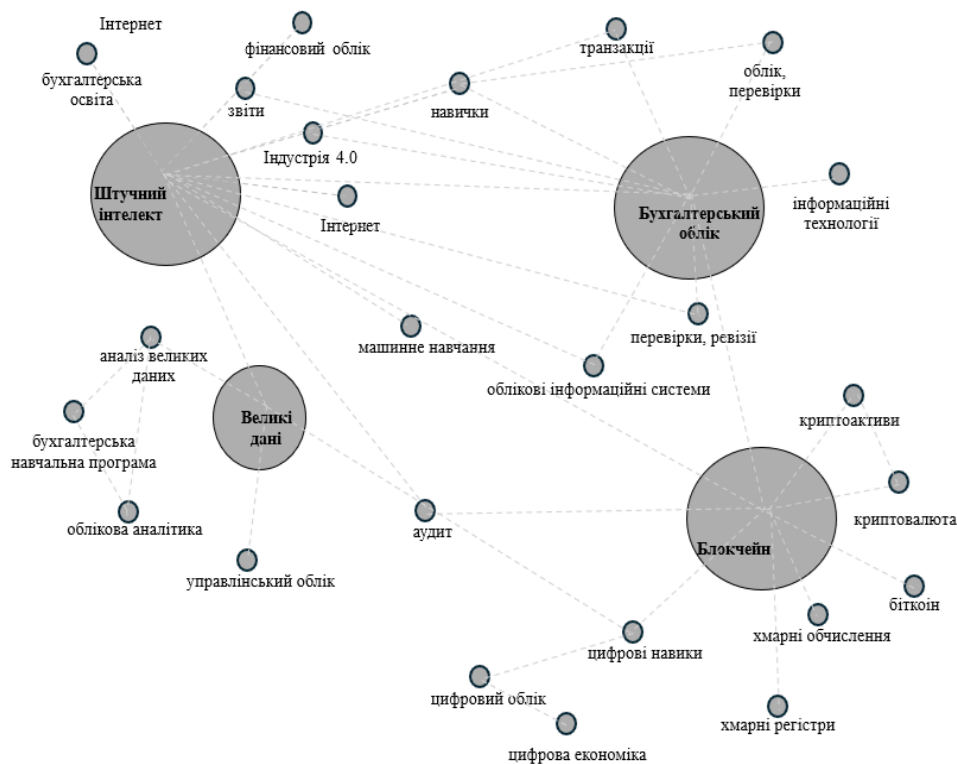 Інтернет
фінансовий облік
транзакції
бухгалтерська
освіта
звіти
навички
облік,
перевірки
Індустрія 4.0
Штучний
інтелект
Інтернет
Бухгалтерський
облік
інформаційні
технології
машинне навчання
перевірки, ревізії
аналіз великих
даних
облікові інформаційні системи
Великі
дані
криптоактиви
бухгалтерська
навчальна програма
облікова аналітика
аудит
криптовалюта
Блокчейн
управлінський облік
біткоін
хмарні обчислення
цифрові навики
цифровий облік
хмарні регістри
цифрова економіка